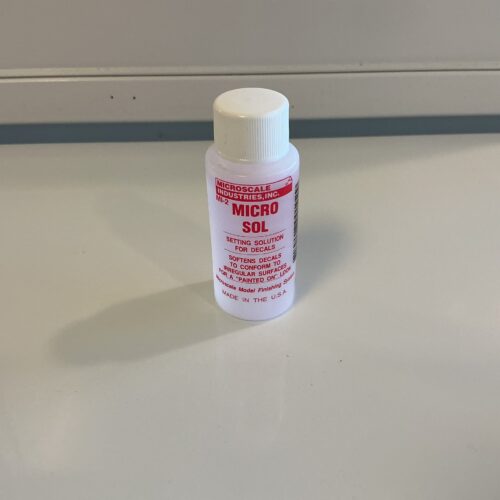 MICROSCALE
INDUSTRIES, INC.
MI-2
MICRO
SOL
SETTING SOLUTION
FOR DECALS
SOFTENS DECALS
TO CONFORM TO
IRREGULAR SURFACES
FOR A "PAINTED ON" LOOK
Microscale Model Finishing System
MADE IN THE U.S.A.